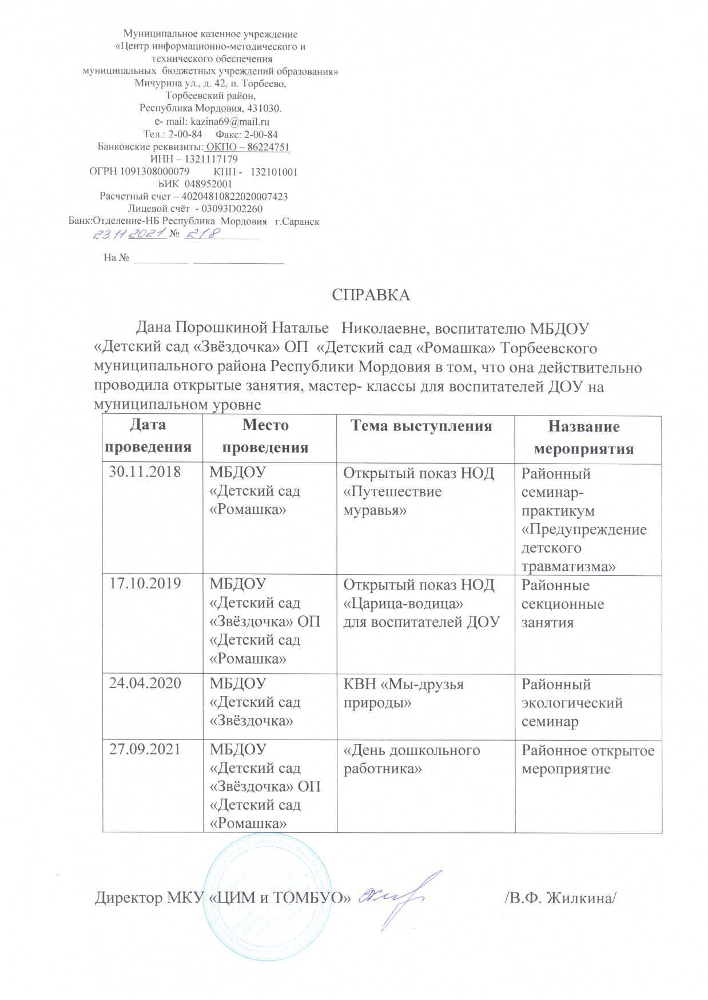 Муниципальное казенное учреждение
«Центр информационно-методического и
технического обеспечения
муниципальных бюджетных учреждений образования»
Мичурина ул., д. 42, п. Торбеево,
Торбеевский район,
Республика Мордовия, 431030.
e- mail: kazina69@mail.ru
Тел.: 2-00-84 Факс: 2-00-84
Банковские реквизиты: ОКПО – 86224751
ИНН – 1321117179
ОГРН 1091308000079 КПП - 132101001
БИК 048952001
Расчетный счет – 40204810822020007423
Лицевой счёт - 03093D02260
Банк:Отделение-НБ Республика Мордовия г.Саранск
23 11 2021 № 218
На № __________ _________________
СПРАВКА
Дана Порошкиной Наталье Николаевне, воспитателю МБДОУ
«Детский сад «Звёздочка» ОП «Детский сад «Ромашка» Торбеевского
муниципального района Республики Мордовия в том, что она действительно
проводила открытые занятия, мастер- классы для воспитателей ДОУ на
муниципальном уровне
Дата
проведения
Место
проведения
Тема выступления
Название
мероприятия
30.11.2018
МБДОУ
«Детский сад
«Ромашка»
Открытый показ НОД
«Путешествие
муравья»
Районный
семинар-
практикум
«Предупреждение
детского
травматизма»
17.10.2019
МБДОУ
«Детский сад
«Звёздочка» ОП
«Детский сад
«Ромашка»
Открытый показ НОД
«Царица-водица»
для воспитателей ДОУ
Районные
секционные
занятия
24.04.2020
МБДОУ
«Детский сад
«Звёздочка»
КВН «Мы-друзья
природы»
Районный
экологический
семинар
27.09.2021
МБДОУ
«Детский сад
«Звёздочка» ОП
«Детский сад
«Ромашка»
«День дошкольного
работника»
Районное открытое
мероприятие
Директор МКУ «ЦИМ и ТОМБУО» /В.Ф. Жилкина/